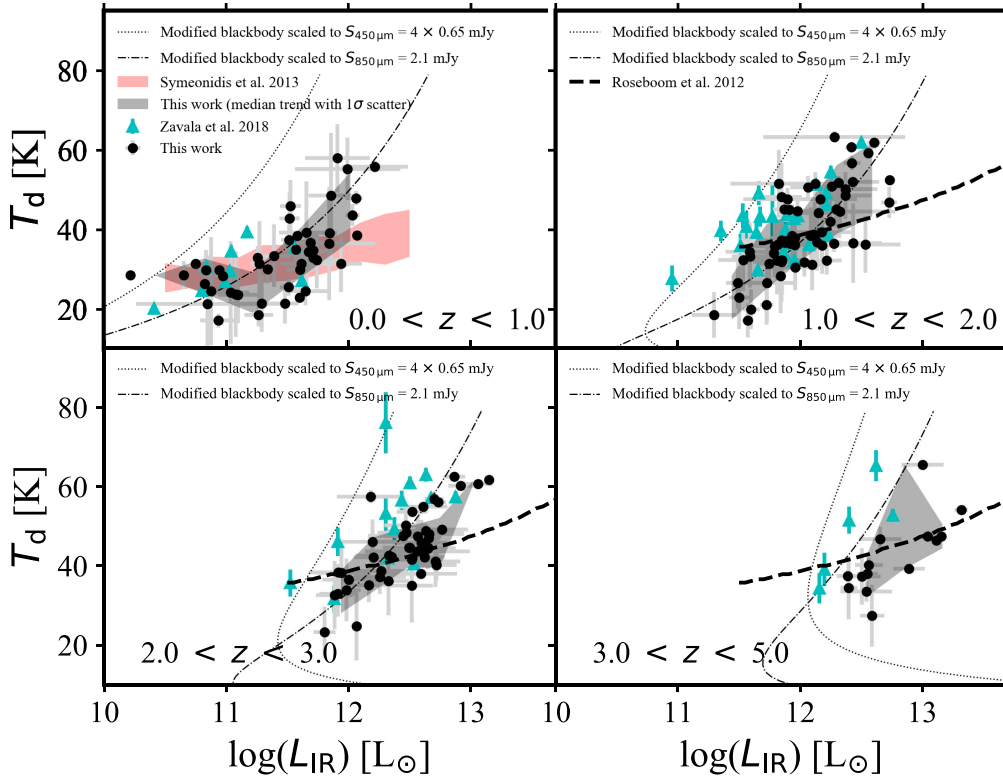 Modified blackbody scaled to S450μm = 4 × 0.65 mJy
Modified blackbody scaled to S850μm = 2.1 mJy
Symeonidis et al. 2013
This work (median trend with 1σ scatter)
Zavala et al. 2018
This work
80
60
40
20
Td [K]
0.0 < z < 1.0
Modified blackbody scaled to S450μm = 4 × 0.65 mJy
Modified blackbody scaled to S850μm = 2.1 mJy
Roseboom et al. 2012
1.0 < z < 2.0
Modified blackbody scaled to S450μm = 4 × 0.65 mJy
Modified blackbody scaled to S850μm = 2.1 mJy
80
60
40
20
Td [K]
2.0 < z < 3.0
10 11 12 13
log(LIR) [L⊙]
Modified blackbody scaled to S450μm = 4 × 0.65 mJy
Modified blackbody scaled to S850μm = 2.1 mJy
3.0 < z < 5.0
10 11 12 13
log(LIR) [L⊙]